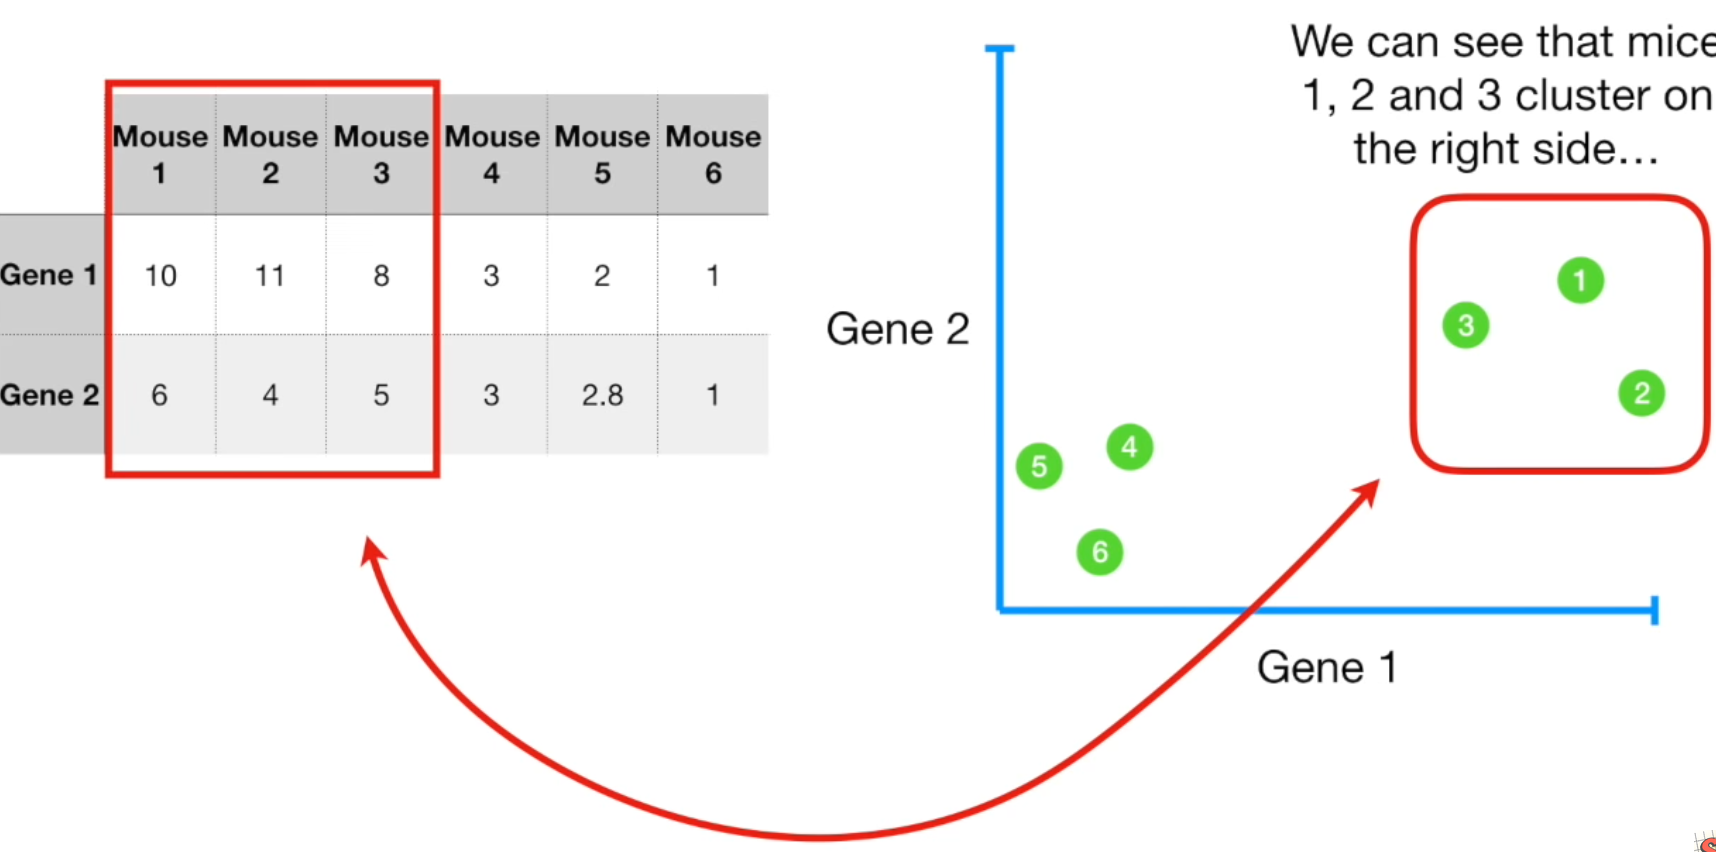 We can see that mice
1, 2 and 3 cluster on
the right side...
Mouse 1 Mouse 2 Mouse 3 Mouse 4 Mouse 5 Mouse 6
Gene 1 10 11 8 3 2 1
Gene 2 6 4 5 3 2.8 1
Gene 2
1
3
2
4
5
6
Gene 1